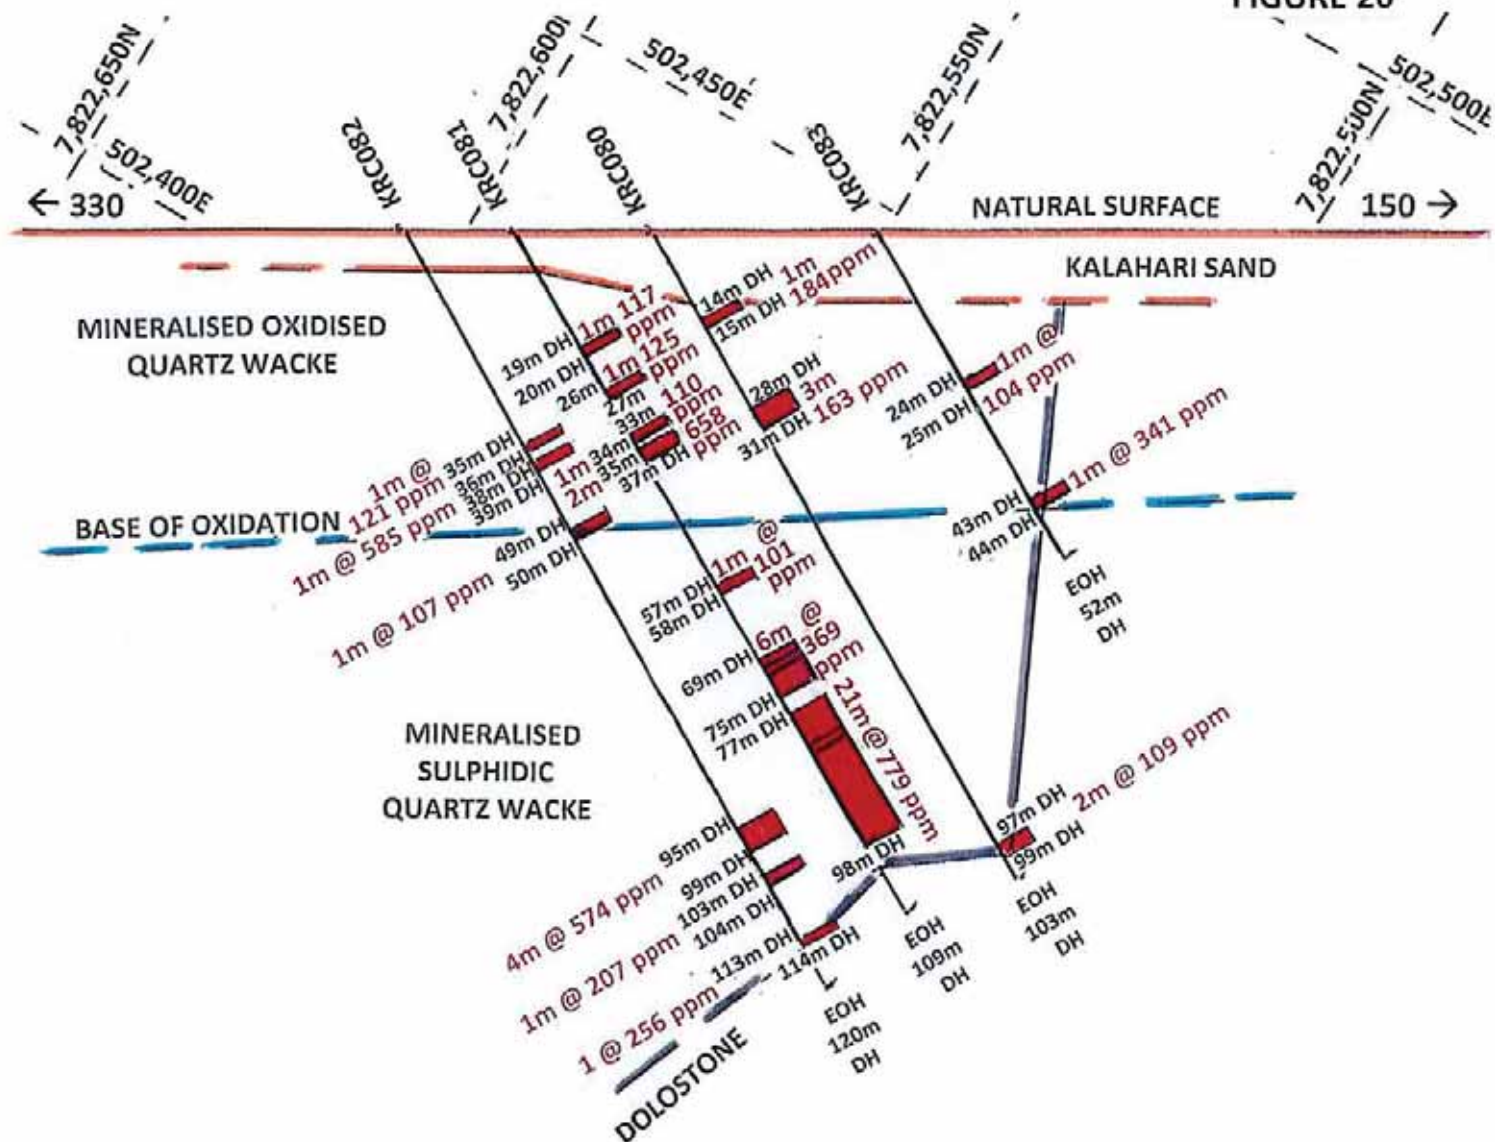 FIGURE 20
7,822,650N
502,400E
7,822,600
502,450E
7,822,550N
502,500E
7,822,500N
KRC082
KRC081
KRC080
KRC083
← 330
NATURAL SURFACE
150 →
KALAHARI SAND
MINERALISED OXIDISED
QUARTZ WACKE
14m DH
15m DH
1m
184ppm
19m DH
20m DH
1m 117
ppm
26m
27m
1m 125
ppm
28m DH
31m DH
3m
163 ppm
24m DH
25m DH
1m @
104 ppm
33m
34m
1m
110
ppm
35m
37m DH
2m
658
ppm
35m DH
36m DH
1m @
121 ppm
38m DH
39m DH
1m @ 585 ppm
BASE OF OXIDATION
49m DH
50m DH
1m @ 107 ppm
43m DH
44m DH
1m @ 341 ppm
EOH
52m
DH
57m DH
58m DH
1m @
101
ppm
69m DH
75m DH
6m @
369
ppm
77m DH
98m DH
21m @ 779 ppm
MINERALISED
SULPHIDIC
QUARTZ WACKE
95m DH
99m DH
4m @ 574 ppm
103m DH
104m DH
1m @ 207 ppm
113m DH
114m DH
1 @ 256 ppm
97m DH
99m DH
2m @ 109 ppm
EOH
103m
DH
EOH
109m
DH
EOH
120m
DH
DOLOSTONE